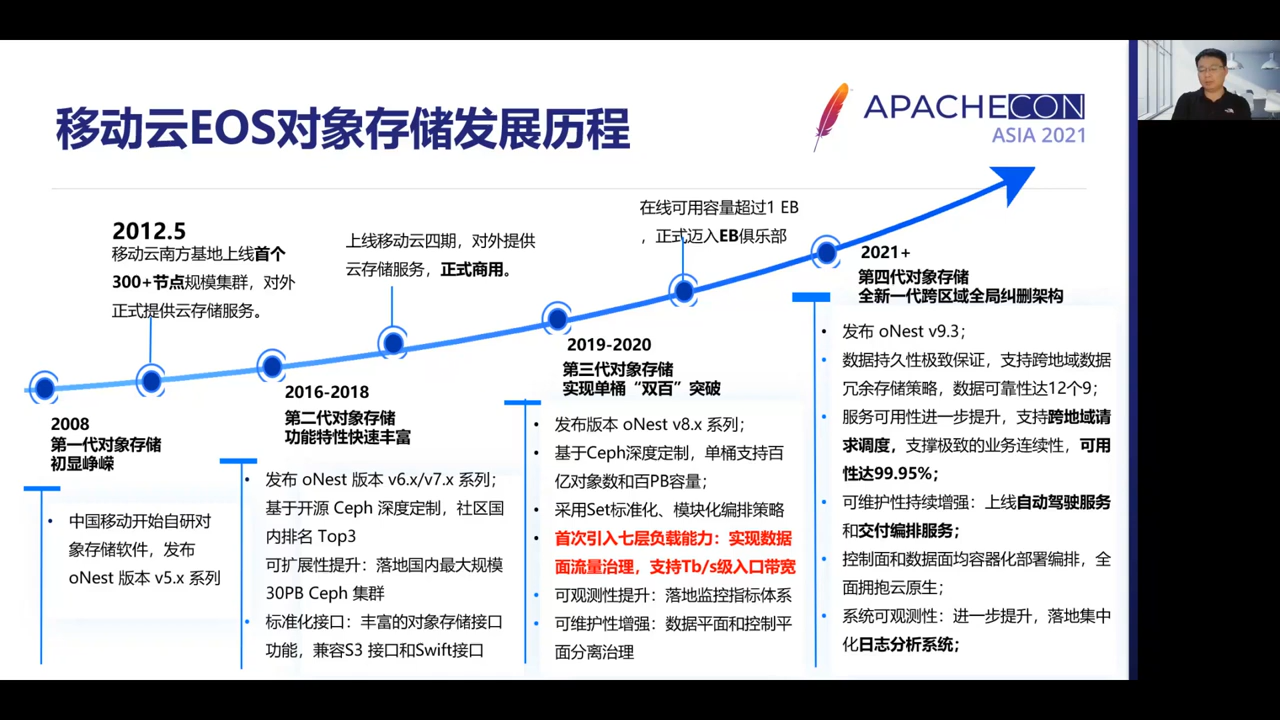 移动云EOS对象存储发展历程
APACHECON
ASIA 2021
2012.5
移动云南方基地上线首个
300+节点规模集群，对外
正式提供云存储服务。
上线移动云四期，对外提供
云存储服务，正式商用。
在线可用容量超过1 EB
，正式迈入EB俱乐部
2008
第一代对象存储
初显峥嵘
• 中国移动开始自研对
象存储软件，发布
oNest 版本 v5.x 系列
2016-2018
第二代对象存储
功能特性快速丰富
• 发布 oNest 版本 v6.x/v7.x 系列；
基于开源 Ceph 深度定制，社区国
内排名 Top3
可扩展性提升：落地国内最大规模
30PB Ceph 集群
• 标准化接口：丰富的对象存储接口
功能，兼容S3 接口和Swift接口
2019-2020
第三代对象存储
实现单桶“双百”突破
• 发布版本 oNest v8.x 系列；
• 基于Ceph深度定制，单桶支持百
亿对象数和百PB容量；
• 采用Set标准化、模块化编排策略
• 首次引入七层负载能力：实现数据
面流量治理，支持Tb/s级入口带宽
• 可观测性提升：落地监控指标体系
• 可维护性增强：数据平面和控制平
面分离治理
2021+
第四代对象存储
全新一代跨区域全局纠删架构
• 发布 oNest v9.3；
• 数据持久性极致保证，支持跨地域数据
冗余存储策略，数据可靠性达12个9；
• 服务可用性进一步提升，支持跨地域请
求调度，支撑极致的业务连续性，可用
性达99.95%；
• 可维护性持续增强：上线自动驾驶服务
和交付编排服务；
• 控制面和数据面均容器化部署编排，全
面拥抱云原生；
• 系统可观测性：进一步提升，落地集中
化日志分析系统；